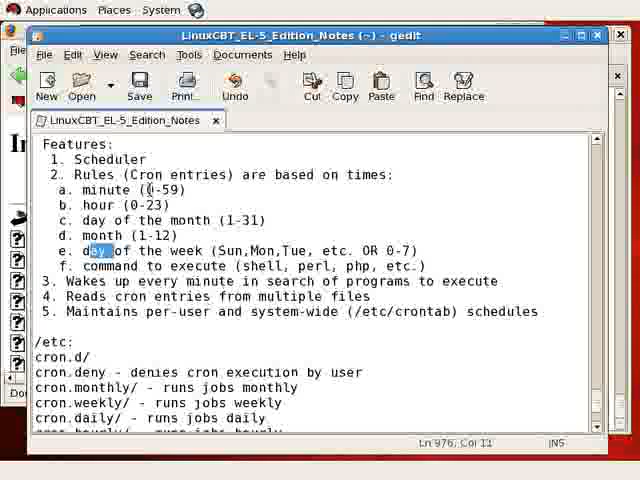 Applications Places System
LinuxCBT_EL-5_Edition_Notes (~) - gedit
File Edit View Search Tools Documents Help
New Open Save Print... Undo Cut Copy Paste Find Replace
LinuxCBT_EL-5_Edition_Notes
Features:
1. Scheduler
2. Rules (Cron entries) are based on times:
a. minute (0-59)
b. hour (0-23)
c. day of the month (1-31)
d. month (1-12)
e. day of the week (Sun,Mon,Tue, etc. OR 0-7)
f. command to execute (shell, perl, php, etc.)
3. Wakes up every minute in search of programs to execute
4. Reads cron entries from multiple files
5. Maintains per-user and system-wide (/etc/crontab) schedules
/etc:
cron.d/
cron.deny - denies cron execution by user
cron.monthly/ - runs jobs monthly
cron.weekly/ - runs jobs weekly
cron.daily/ - runs jobs daily
cron.hourly/ - runs jobs hourly
Ln 976, Col 11 INS